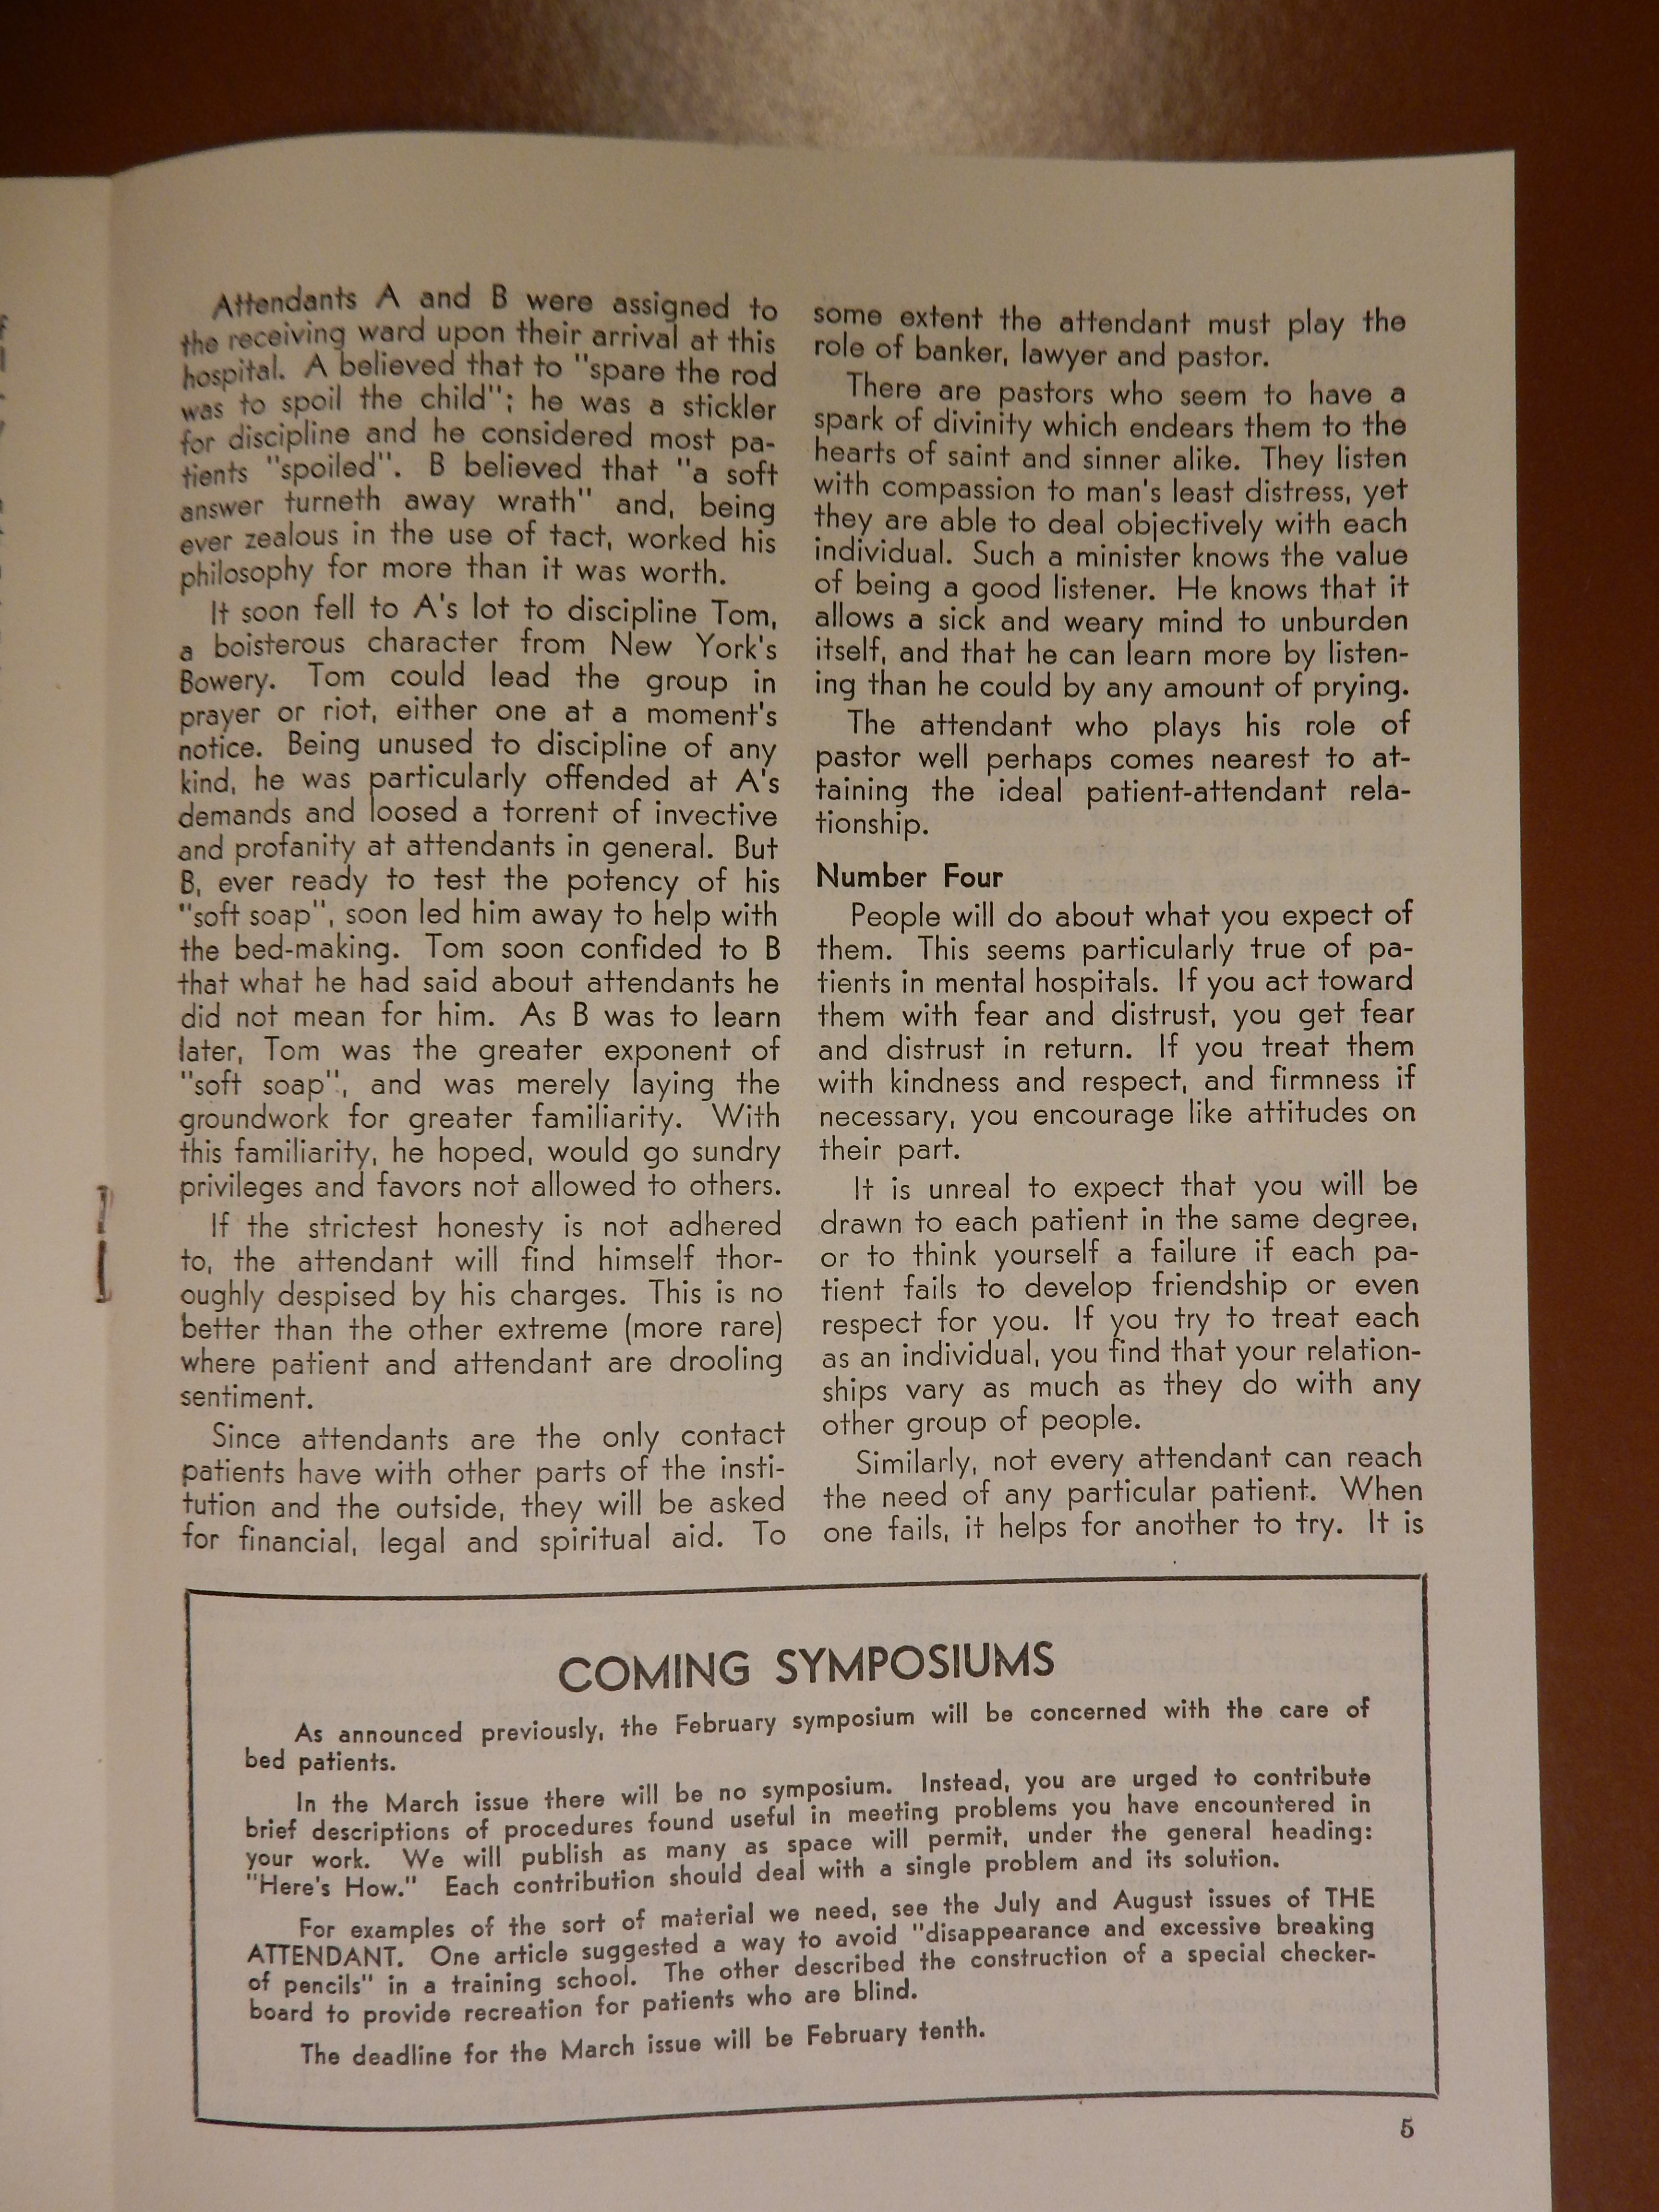 Attendants A and B were assigned to
the receiving ward upon their arrival at this
hospital. A believed that to "spare the rod
was to spoil the child"; he was a stickler
for discipline and he considered most pa-
tients "spoiled". B believed that "a soft
answer turneth away wrath" and, being
ever zealous in the use of tact, worked his
philosophy for more than it was worth.
It soon fell to A's lot to discipline Tom,
a boisterous character from New York's
Bowery. Tom could lead the group in
prayer or riot, either one at a moment's
notice. Being unused to discipline of any
kind, he was particularly offended at A's
demands and loosed a torrent of invective
and profanity at attendants in general. But
B, ever ready to test the potency of his
"soft soap", soon led him away to help with
the bed-making. Tom soon confided to B
that what he had said about attendants he
did not mean for him. As B was to learn
later, Tom was the greater exponent of
"soft soap", and was merely laying the
groundwork for greater familiarity. With
this familiarity, he hoped, would go sundry
privileges and favors not allowed to others.
If the strictest honesty is not adhered
to, the attendant will find himself thor-
oughly despised by his charges. This is no
better than the other extreme (more rare)
where patient and attendant are drooling
sentiment.
Since attendants are the only contact
patients have with other parts of the insti-
tution and the outside, they will be asked
for financial, legal and spiritual aid. To
some extent the attendant must play the
role of banker, lawyer and pastor.
There are pastors who seem to have a
spark of divinity which endears them to the
hearts of saint and sinner alike. They listen
with compassion to man's least distress, yet
they are able to deal objectively with each
individual. Such a minister knows the value
of being a good listener. He knows that it
allows a sick and weary mind to unburden
itself, and that he can learn more by listen-
ing than he could by any amount of prying.
The attendant who plays his role of
pastor well perhaps comes nearest to at-
taining the ideal patient-attendant rela-
tionship.
Number Four
People will do about what you expect of
them. This seems particularly true of pa-
tients in mental hospitals. If you act toward
them with fear and distrust, you get fear
and distrust in return. If you treat them
with kindness and respect, and firmness if
necessary, you encourage like attitudes on
their part.
It is unreal to expect that you will be
drawn to each patient in the same degree,
or to think yourself a failure if each pa-
tient fails to develop friendship or even
respect for you. If you try to treat each
as an individual, you find that your relation-
ships vary as much as they do with any
other group of people.
Similarly, not every attendant can reach
the need of any particular patient. When
one fails, it helps for another to try. It is
COMING SYMPOSIUMS
As announced previously, the February symposium will be concerned with the care of
bed patients.
In the March issue there will be no symposium. Instead, you are urged to contribute
brief descriptions of procedures found useful in meeting problems you have encountered in
your work. We will publish as many as space will permit, under the general heading:
"Here's How." Each contribution should deal with a single problem and its solution.
For examples of the sort of material we need, see the July and August issues of THE
ATTENDANT. One article suggested a way to avoid "disappearance and excessive breaking
of pencils" in a training school. The other described the construction of a special checker-
board to provide recreation for patients who are blind.
The deadline for the March issue will be February tenth.
5